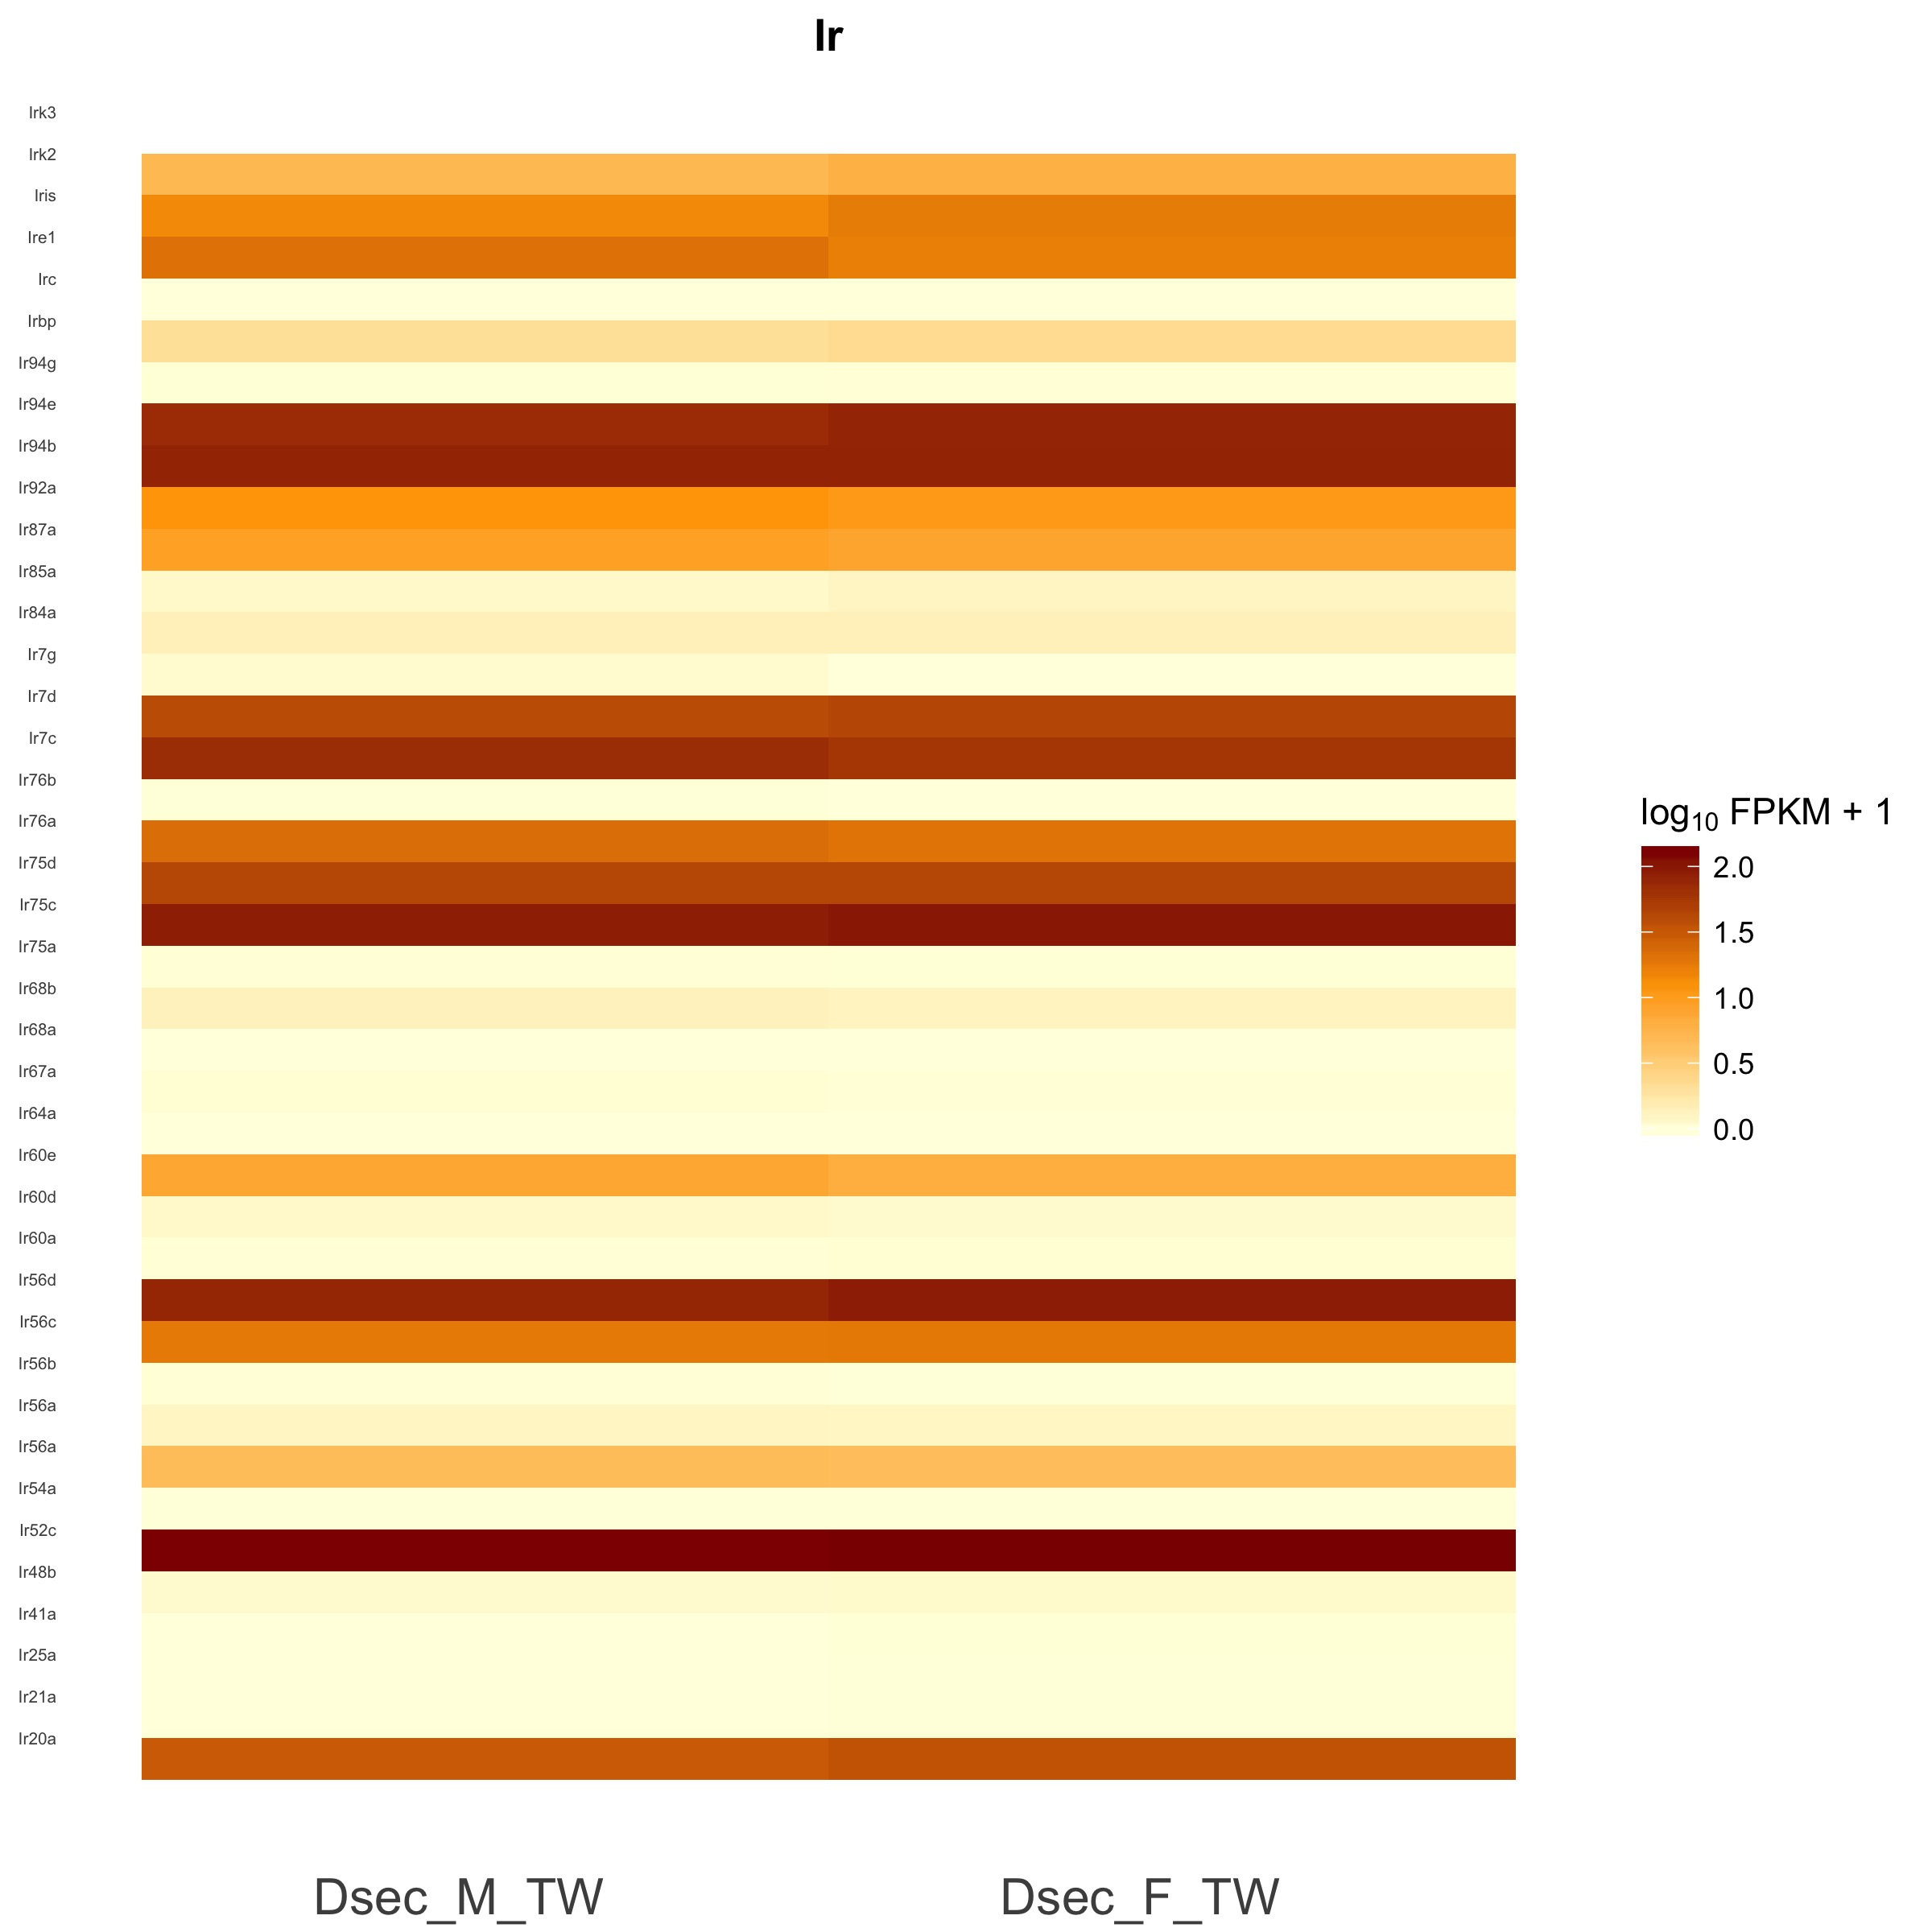 Ir
Irk3
Irk2
Iris
Ire1
Irc
Irbp
Ir94g
Ir94e
Ir94b
Ir92a
Ir87a
Ir85a
Ir84a
Ir7g
Ir7d
Ir7c
Ir76b
Ir76a
Ir75d
Ir75c
Ir75a
Ir68b
Ir68a
Ir67a
Ir64a
Ir60e
Ir60d
Ir60a
Ir56d
Ir56c
Ir56b
Ir56a
Ir56a
Ir54a
Ir52c
Ir48b
Ir41a
Ir25a
Ir21a
Ir20a
Dsec_M_TW Dsec_F_TW
log10 FPKM + 1
2.0
1.5
1.0
0.5
0.0